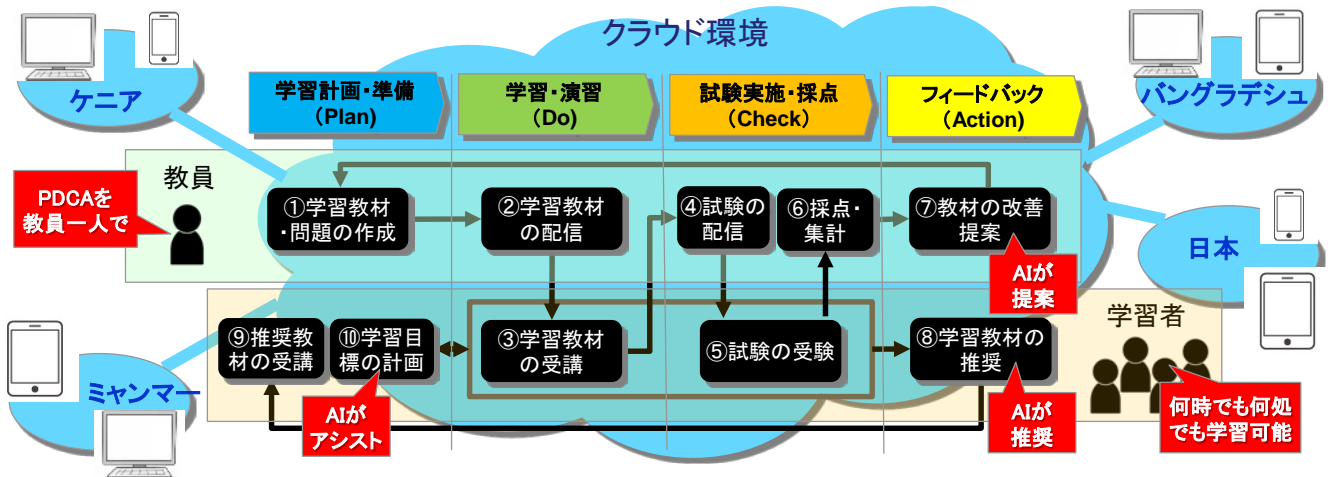 クラウド環境
ケニア
バングラデシュ
学習計画・準備
（Plan)
学習・演習
（Do)
試験実施・採点
（Check）
フィードバック
（Action)
教員
PDCAを
教員一人で
①学習教材
・問題の作成
②学習教材
の配信
④試験の
配信
⑥採点・
集計
⑦教材の改善
提案
AIが
提案
日本
学習者
⑨推奨教
材の受講
⑩学習目
標の計画
③学習教材
の受講
⑤試験の受験
⑧学習教材の
推奨
ミャンマー
AIが
アシスト
AIが
推奨
何時でも何処
でも学習可能